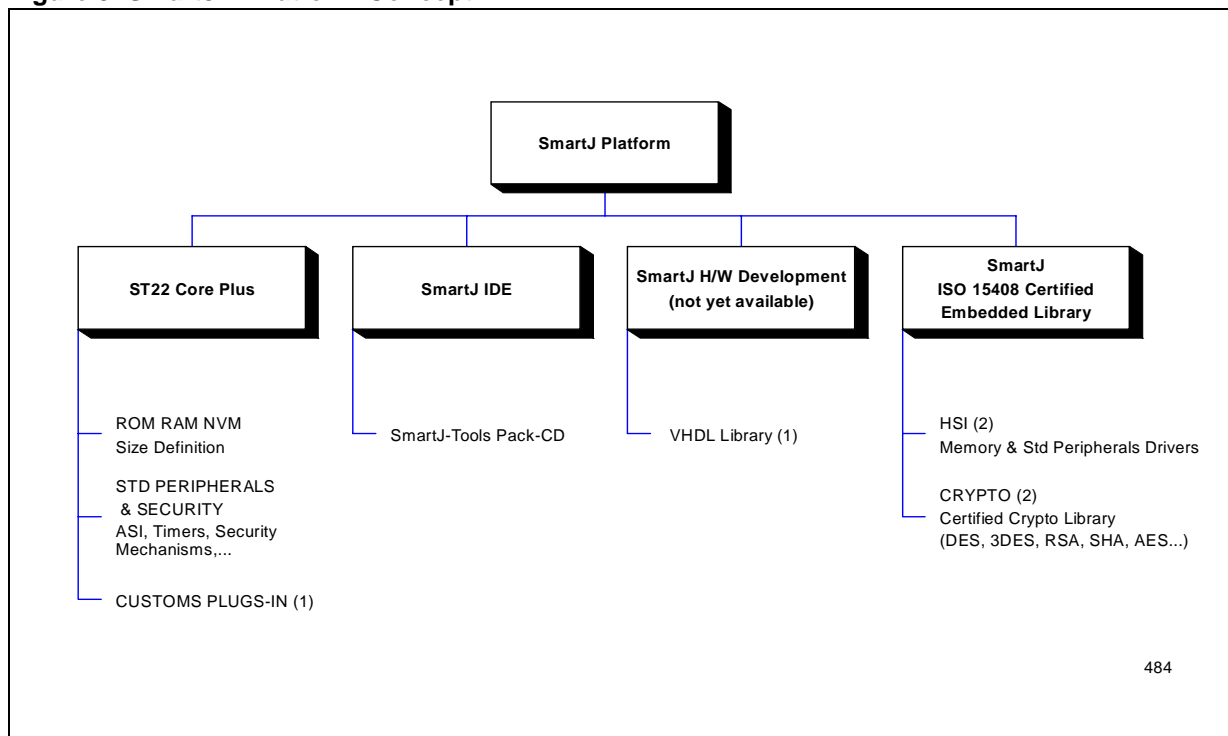 SmartJ Platform
ST22 Core Plus
SmartJ IDE
SmartJ H/W Development
(not yet available)
SmartJ
ISO 15408 Certified
Embedded Library
ROM RAM NVM
Size Definition
STD PERIPHERALS
& SECURITY
ASI, Timers, Security
Mechanisms,...
CUSTOMS PLUGS-IN (1)
SmartJ-Tools Pack-CD
VHDL Library (1)
HSI (2)
Memory & Std Peripherals Drivers
CRYPTO (2)
Certified Crypto Library
(DES, 3DES, RSA, SHA, AES...)
484